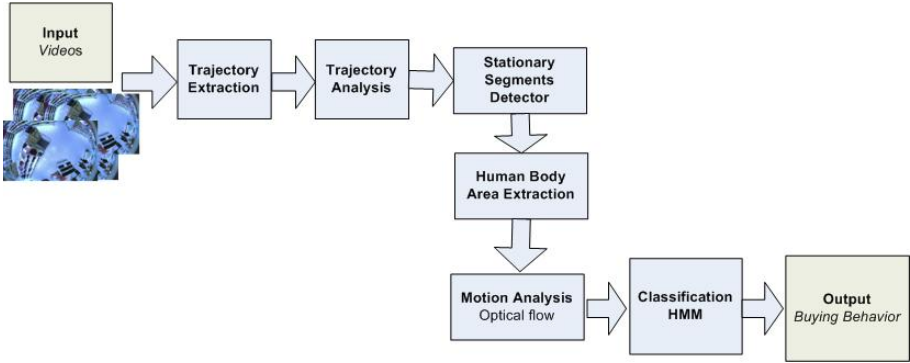 Input
Videos
Trajectory
Extraction
Trajectory
Analysis
Stationary
Segments
Detector
Human Body
Area Extraction
Motion Analysis
Optical flow
Classification
HMM
Output
Buying Behavior